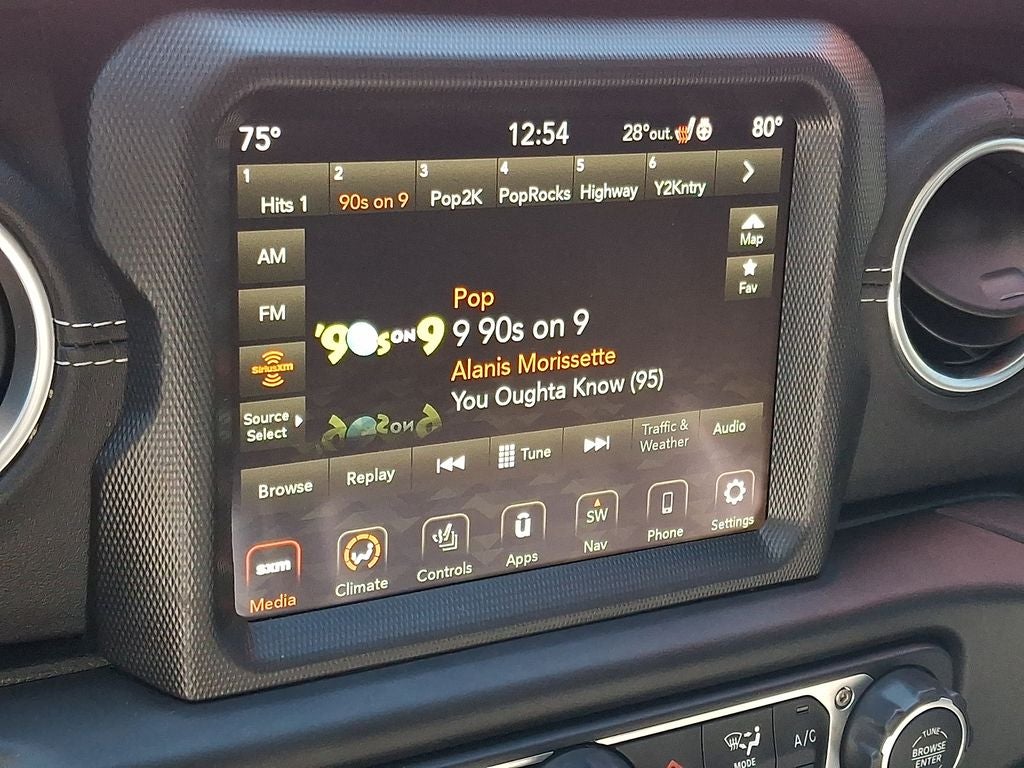 75° 12:54 28°out. 80°
1 2 3 4 5 6
Hits 1 90s on 9 Pop2K PopRocks Highway Y2Kntry
AM
Map
FM
Fav
SiriusXM
Source
Select
'90s ON 9
Pop
9 90s on 9
Alanis Morissette
You Oughta Know (95)
Browse Replay Tune Traffic & Audio
Weather
sxm
Media Climate Controls Apps Nav Phone Settings
SW
MODE A/C
TUNE
BROWSE
ENTER